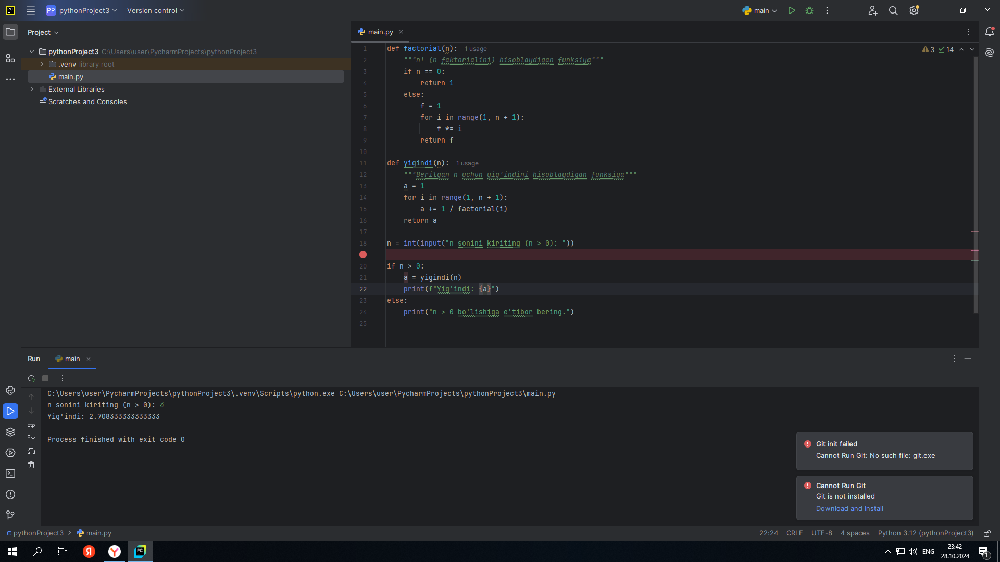 PC
PP pythonProject3
Version control
main
Project
pythonProject3 C:\Users\user\PycharmProjects\pythonProject3
.venv library root
main.py
External Libraries
Scratches and Consoles
main.py
3 14
1 def factorial(n): 1 usage
2 """n! (n faktorialini) hisoblaydigan funksiya"""
3 if n == 0:
4 return 1
5 else:
6 f = 1
7 for i in range(1, n + 1):
8 f *= i
9 return f
10
11 def yigindi(n): 1 usage
12 """Berilgan n uchun yig'indini hisoblaydigan funksiya"""
13 a = 1
14 for i in range(1, n + 1):
15 a += 1 / factorial(i)
16 return a
17
18 n = int(input("n sonini kiriting (n > 0): "))
20 if n > 0:
21 a = yigindi(n)
22 print(f"Yig'indi: {a}")
23 else:
24 print("n > 0 bo'lishiga e'tibor bering.")
25
Run main
C:\Users\user\PycharmProjects\pythonProject3\.venv\Scripts\python.exe C:\Users\user\PycharmProjects\pythonProject3\main.py
n sonini kiriting (n > 0): 4
Yig'indi: 2.708333333333333
Process finished with exit code 0
Git init failed
Cannot Run Git: No such file: git.exe
Cannot Run Git
Git is not installed
Download and Install
pythonProject3 > main.py
22:24 CRLF UTF-8 4 spaces Python 3.12 (pythonProject3)
Я
Y
PC
ENG
23:42
28.10.2024
1